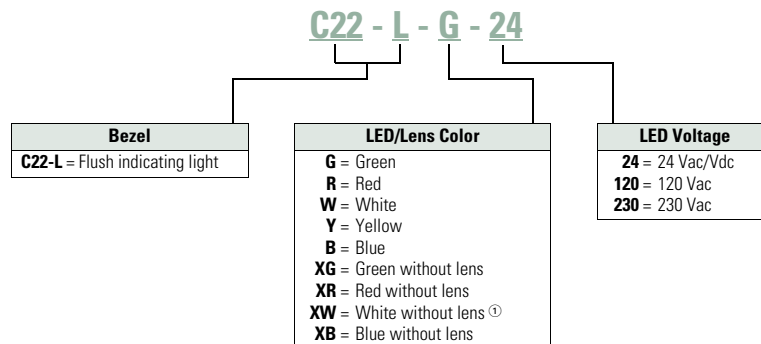 C22 - L - G - 24
Bezel
C22-L = Flush indicating light
LED/Lens Color
G = Green
R = Red
W = White
Y = Yellow
B = Blue
XG = Green without lens
XR = Red without lens
XW = White without lens ①
XB = Blue without lens
LED Voltage
24 = 24 Vac/Vdc
120 = 120 Vac
230 = 230 Vac